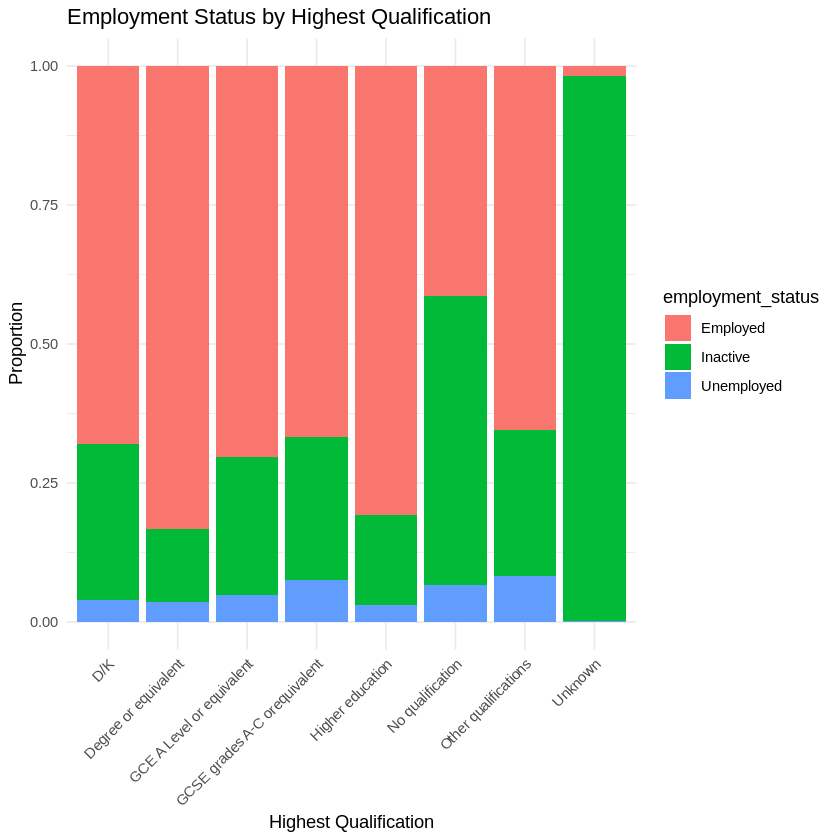 Employment Status by Highest Qualification
Proportion
1.00
0.75
0.50
0.25
0.00
D/K
Degree or equivalent
GCE A Level or equivalent
GCSE grades A-C orequivalent
Higher education
No qualification
Other qualifications
Unknown
Highest Qualification
employment_status
Employed
Inactive
Unemployed